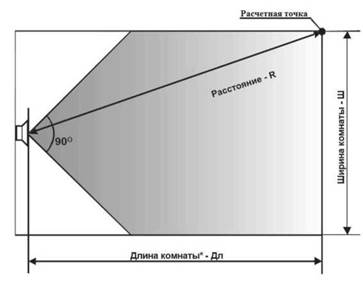 Расчетная точка
Расстояние - R
90°
Ширина комнаты - Ш
Длина комнаты* - Дл